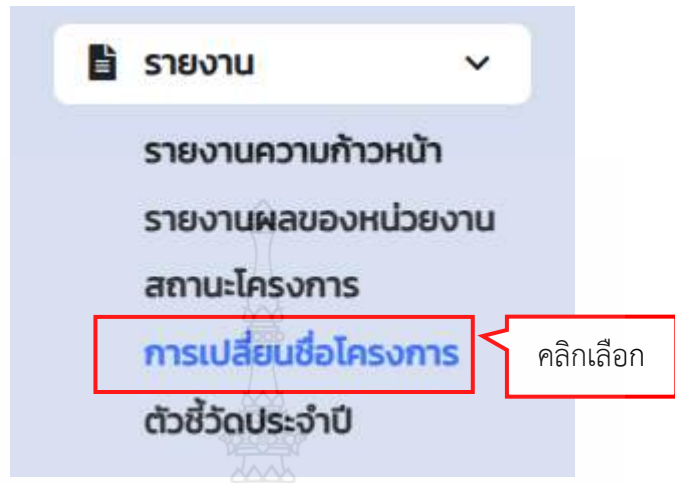 รายงาน
รายงานความก้าวหน้า
รายงานผลของหน่วยงาน
สถานะโครงการ
การเปลี่ยนชื่อโครงการ
คลิกเลือก
ตัวชี้วัดประจำปี